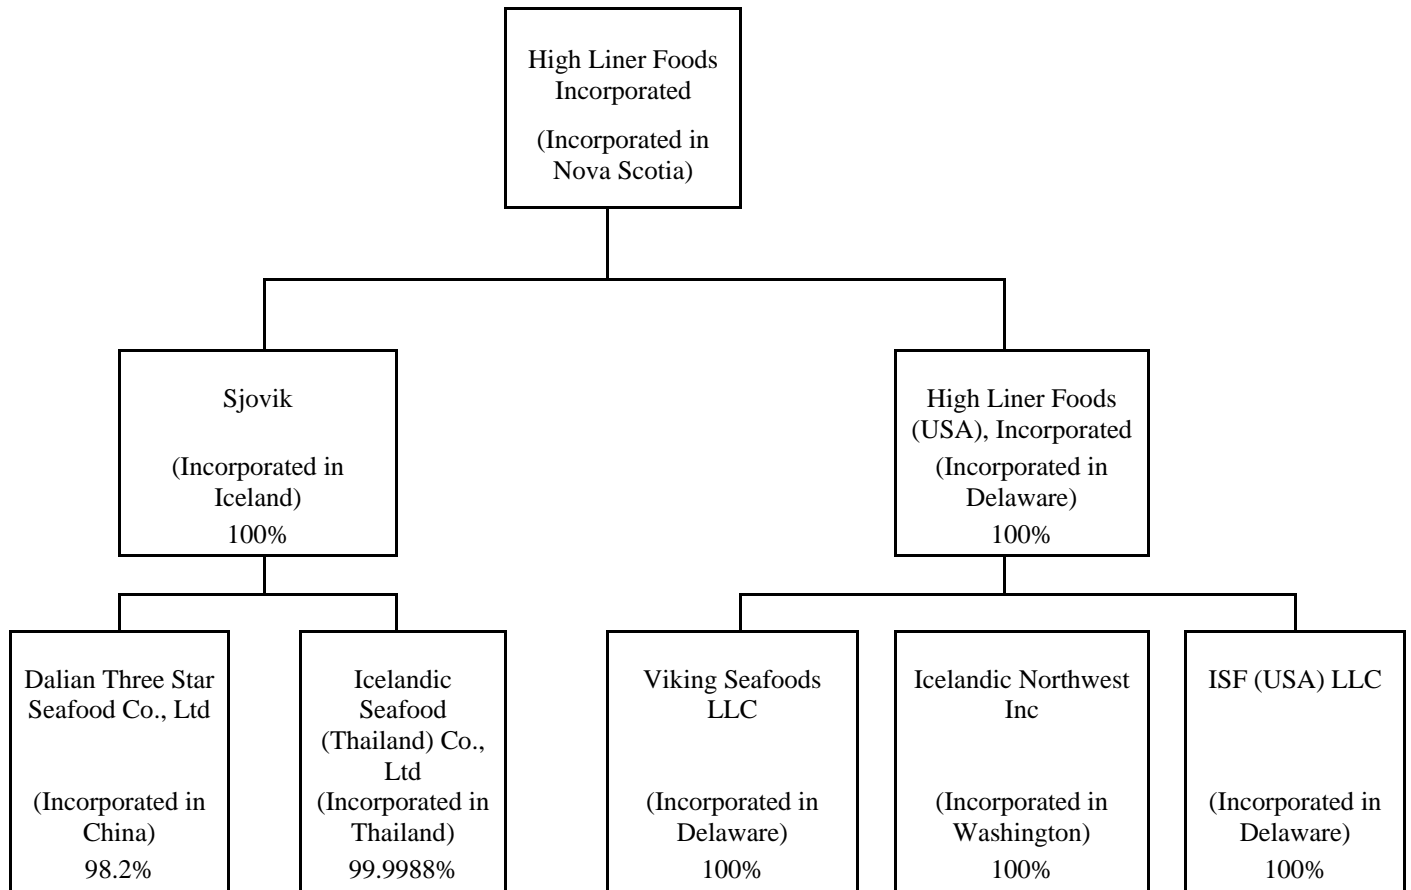 High Liner Foods
Incorporated
(Incorporated in
Nova Scotia)
Sjovik
(Incorporated in
Iceland)
100%
High Liner Foods
(USA), Incorporated
(Incorporated in
Delaware)
100%
Dalian Three Star
Seafood Co., Ltd
(Incorporated in
China)
98.2%
Icelandic
Seafood
(Thailand) Co.,
Ltd
(Incorporated in
Thailand)
99.9988%
Viking Seafoods
LLC
(Incorporated in
Delaware)
100%
Icelandic Northwest
Inc
(Incorporated in
Washington)
100%
ISF (USA) LLC
(Incorporated in
Delaware)
100%